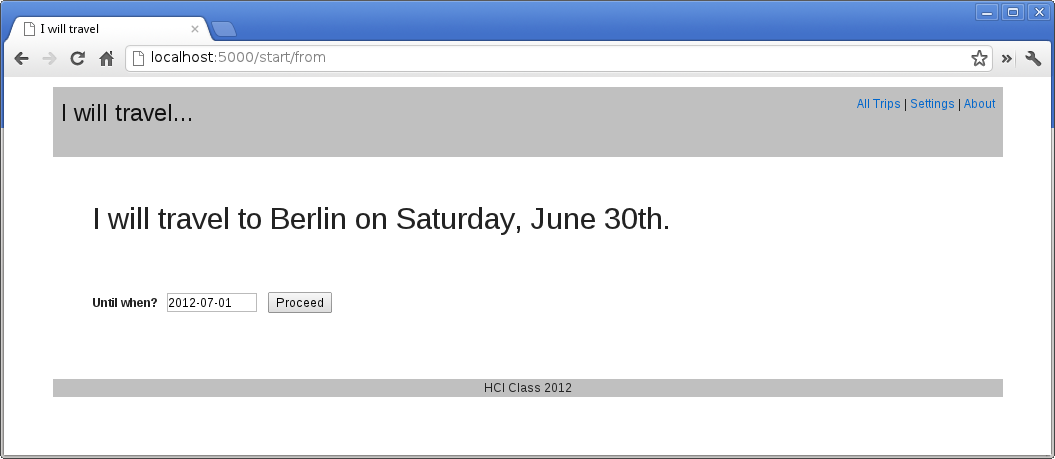 I will travel
localhost:5000/start/from
I will travel...
All Trips | Settings | About
I will travel to Berlin on Saturday, June 30th.
Until when? 2012-07-01 Proceed
HCI Class 2012